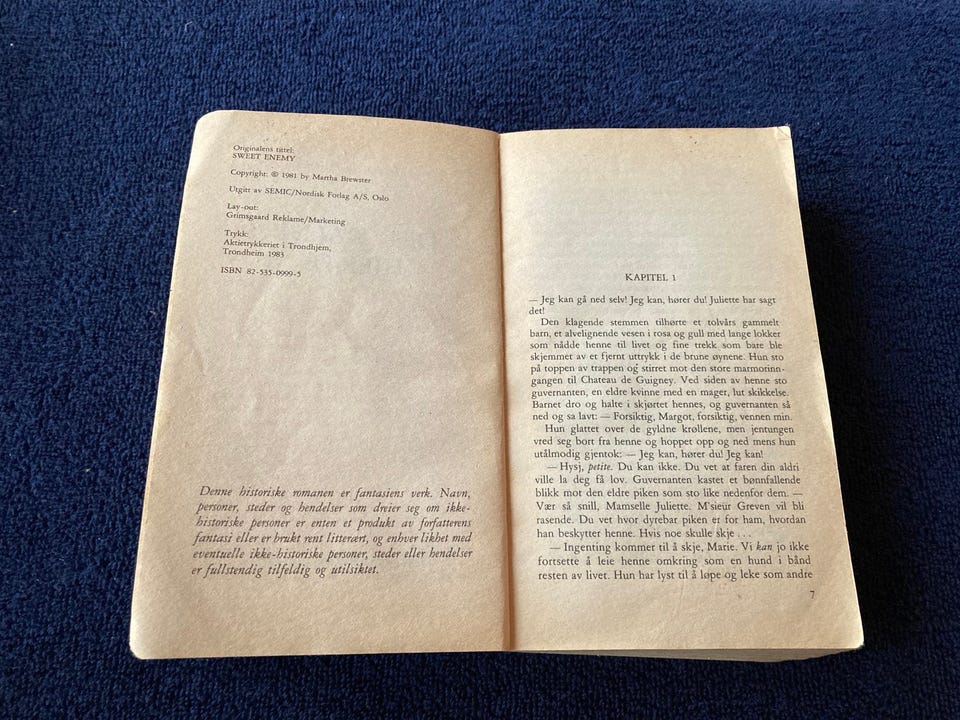 Originalens tittel:
SWEET ENEMY
Copyright: © 1981 by Martha Brewster
Utgitt av SEMIC/Nordisk Forlag A/S, Oslo
Lay-out:
Grimsgaard Reklame/Marketing
Trykk:
Aktietrykkeriet i Trondhjem,
Trondheim 1983
ISBN 82-535-0999-5
Denne historiske romanen er fantasiens verk. Navn,
personer, steder og hendelser som dreier seg om ikke-
historiske personer er enten et produkt av forfatterens
fantasi eller er brukt rent litterært, og enhver likhet med
eventuelle ikke-historiske personer, steder eller hendelser
er fullstendig tilfeldig og utilsiktet.
KAPITEL 1
— Jeg kan gå ned selv! Jeg kan, hører du! Juliette har sagt
det!
Den klagende stemmen tilhørte et tolvårs gammelt
barn, et alvelignende vesen i rosa og gull med lange lokker
som nådde henne til livet og fine trekk som bare ble
skjemmet av et fjernt uttrykk i de brune øynene. Hun sto
på toppen av trappen og stirret mot den store marmorinn-
gangen til Chateau de Guigney. Ved siden av henne sto
guvernanten, en eldre kvinne med en mager, lut skikkelse.
Barnet dro og halte i skjørtet hennes, og guvernanten så
ned og sa lavt: — Forsiktig, Margot, forsiktig, vennen min.
Hun glattet over de gyldne krøllene, men jentungen
vred seg bort fra henne og hoppet opp og ned mens hun
utålmodig gjentok: — Jeg kan, hører du! Jeg kan!
— Hysj, petite. Du kan ikke. Du vet at faren din aldri
ville la deg få lov. Guvernanten kastet et bønnfallende
blikk mot den eldre piken som sto like nedenfor dem. —
Vær så snill, Mamselle Juliette. M'sieur Greven vil bli
rasende. Du vet hvor dyrebar piken er for ham, hvordan
han beskytter henne. Hvis noe skulle skje . . .
— Ingenting kommer til å skje, Marie. Vi kan jo ikke
fortsette å leie henne omkring som en hund i bånd
resten av livet. Hun har lyst til å løpe og leke som andre
7